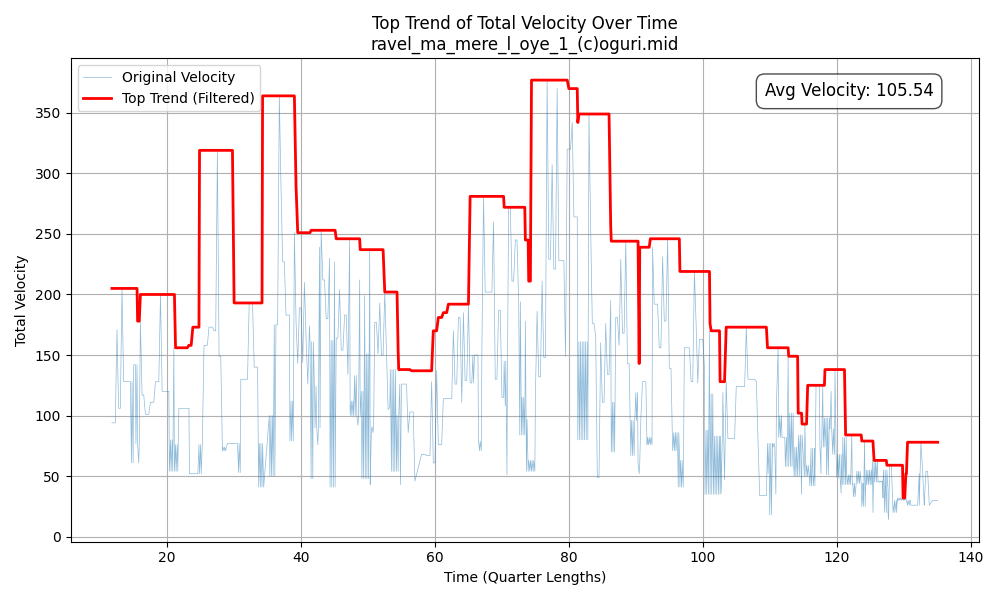 Top Trend of Total Velocity Over Time
ravel_ma_mere_l_oye_1_(c)oguri.mid
Original Velocity
Top Trend (Filtered)
Avg Velocity: 105.54
Total Velocity
350
300
250
200
150
100
50
0
20 40 60 80 100 120 140
Time (Quarter Lengths)